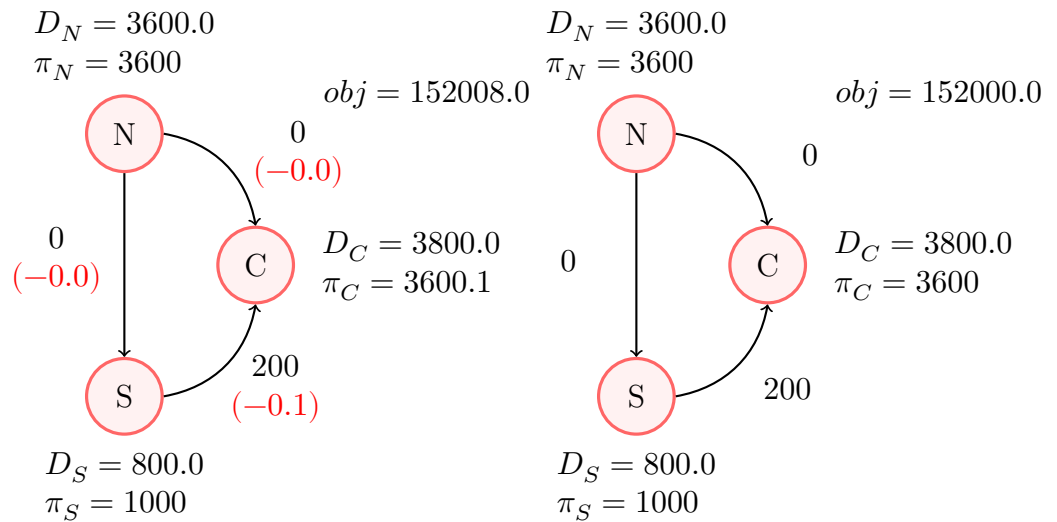 D_N = 3600.0
π_N = 3600
obj = 152008.0
N
0
(−0.0)
0
(−0.0)
C
D_C = 3800.0
π_C = 3600.1
200
(−0.1)
S
D_S = 800.0
π_S = 1000
D_N = 3600.0
π_N = 3600
obj = 152000.0
N
0
0
C
D_C = 3800.0
π_C = 3600
200
S
D_S = 800.0
π_S = 1000